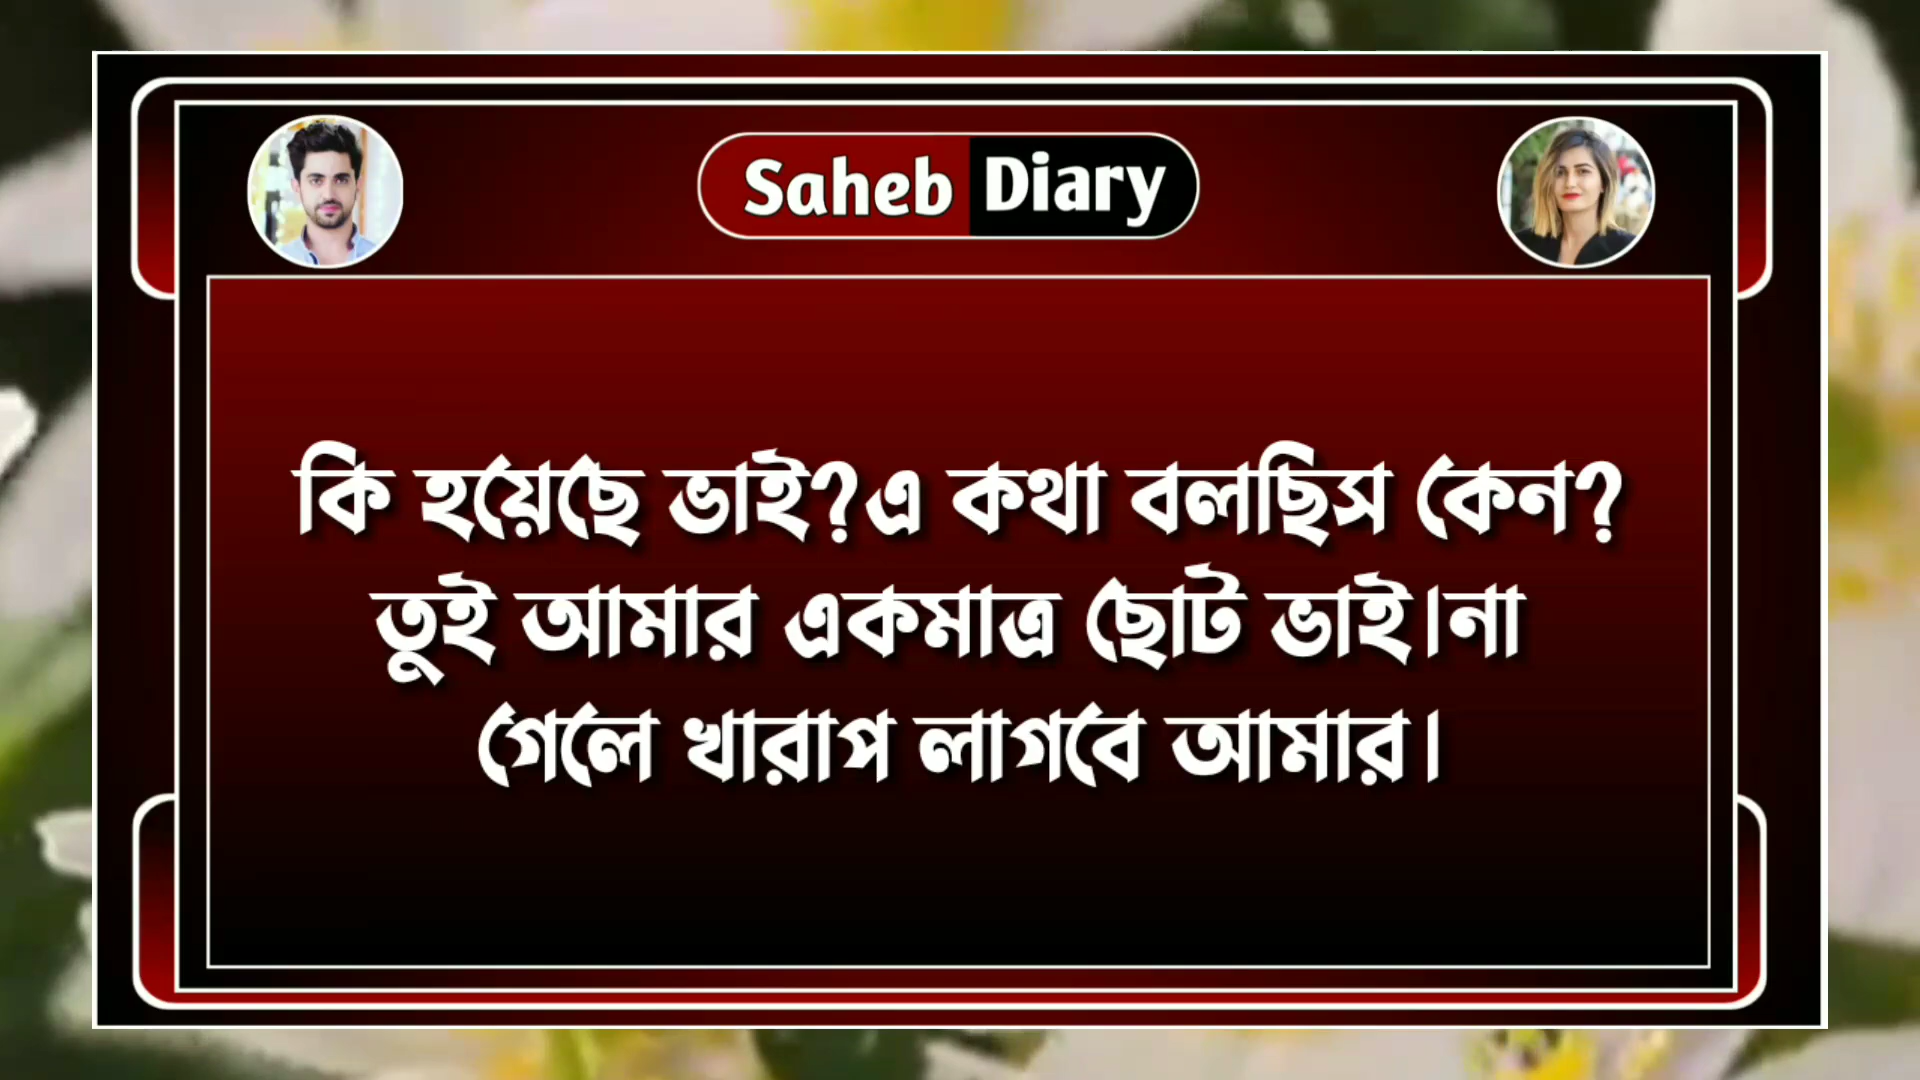 Saheb Diary
কি হয়েছে ভাই?এ কথা বলছিস কেন?
তুই আমার একমাত্র ছোট ভাই।না
গেলে খারাপ লাগবে আমার।